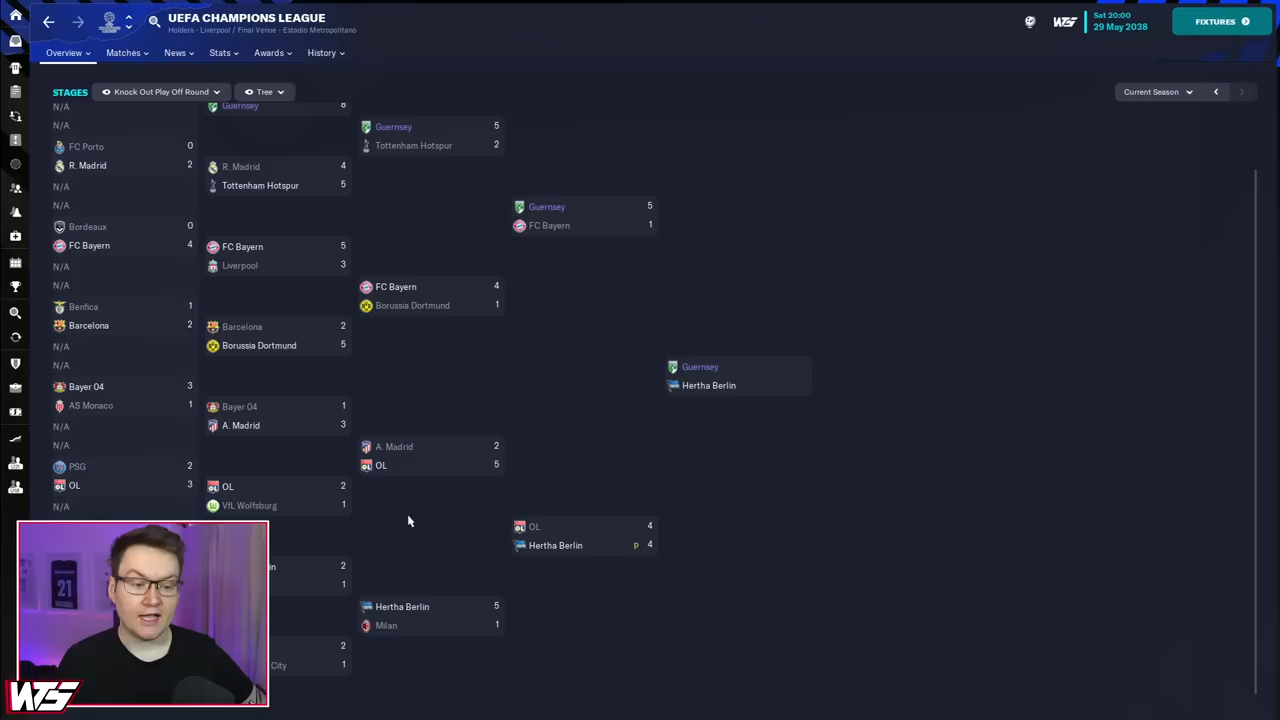 UEFA CHAMPIONS LEAGUE
Holders - Liverpool / Final Venue - Estadio Metropolitano
WTS
Sat 20:00
29 May 2038
FIXTURES
Overview
Matches
News
Stats
Awards
History
STAGES
Knock Out Play Off Round
Tree
Current Season
N/A
N/A
FC Porto 0
R. Madrid 2
N/A
N/A
Bordeaux 0
FC Bayern 4
N/A
N/A
Benfica 1
Barcelona 2
N/A
N/A
Bayer 04 3
AS Monaco 1
N/A
N/A
PSG 2
OL 3
N/A
Guernsey 8
R. Madrid 4
Tottenham Hotspur 5
FC Bayern 5
Liverpool 3
Barcelona 2
Borussia Dortmund 5
Bayer 04 1
A. Madrid 3
OL 2
VfL Wolfsburg 1
in 2
1
2
City 1
Guernsey 5
Tottenham Hotspur 2
FC Bayern 4
Borussia Dortmund 1
A. Madrid 2
OL 5
Hertha Berlin 5
Milan 1
Guernsey 5
FC Bayern 1
OL 4
Hertha Berlin p 4
Guernsey
Hertha Berlin
21
WTS